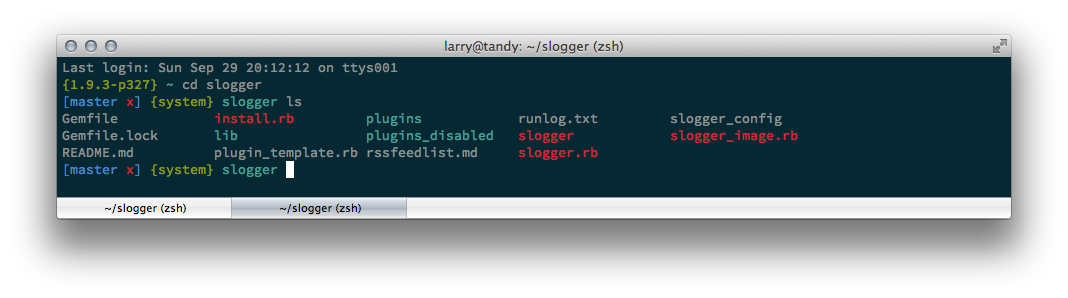 larry@tandy: ~/slogger (zsh)
Last login: Sun Sep 29 20:12:12 on ttys001
{1.9.3-p327} ~ cd slogger
[master x] {system} slogger ls
Gemfile install.rb plugins runlog.txt slogger_config
Gemfile.lock lib plugins_disabled slogger slogger_image.rb
README.md plugin_template.rb rssfeedlist.md slogger.rb
[master x] {system} slogger
~/slogger (zsh) ~/slogger (zsh)